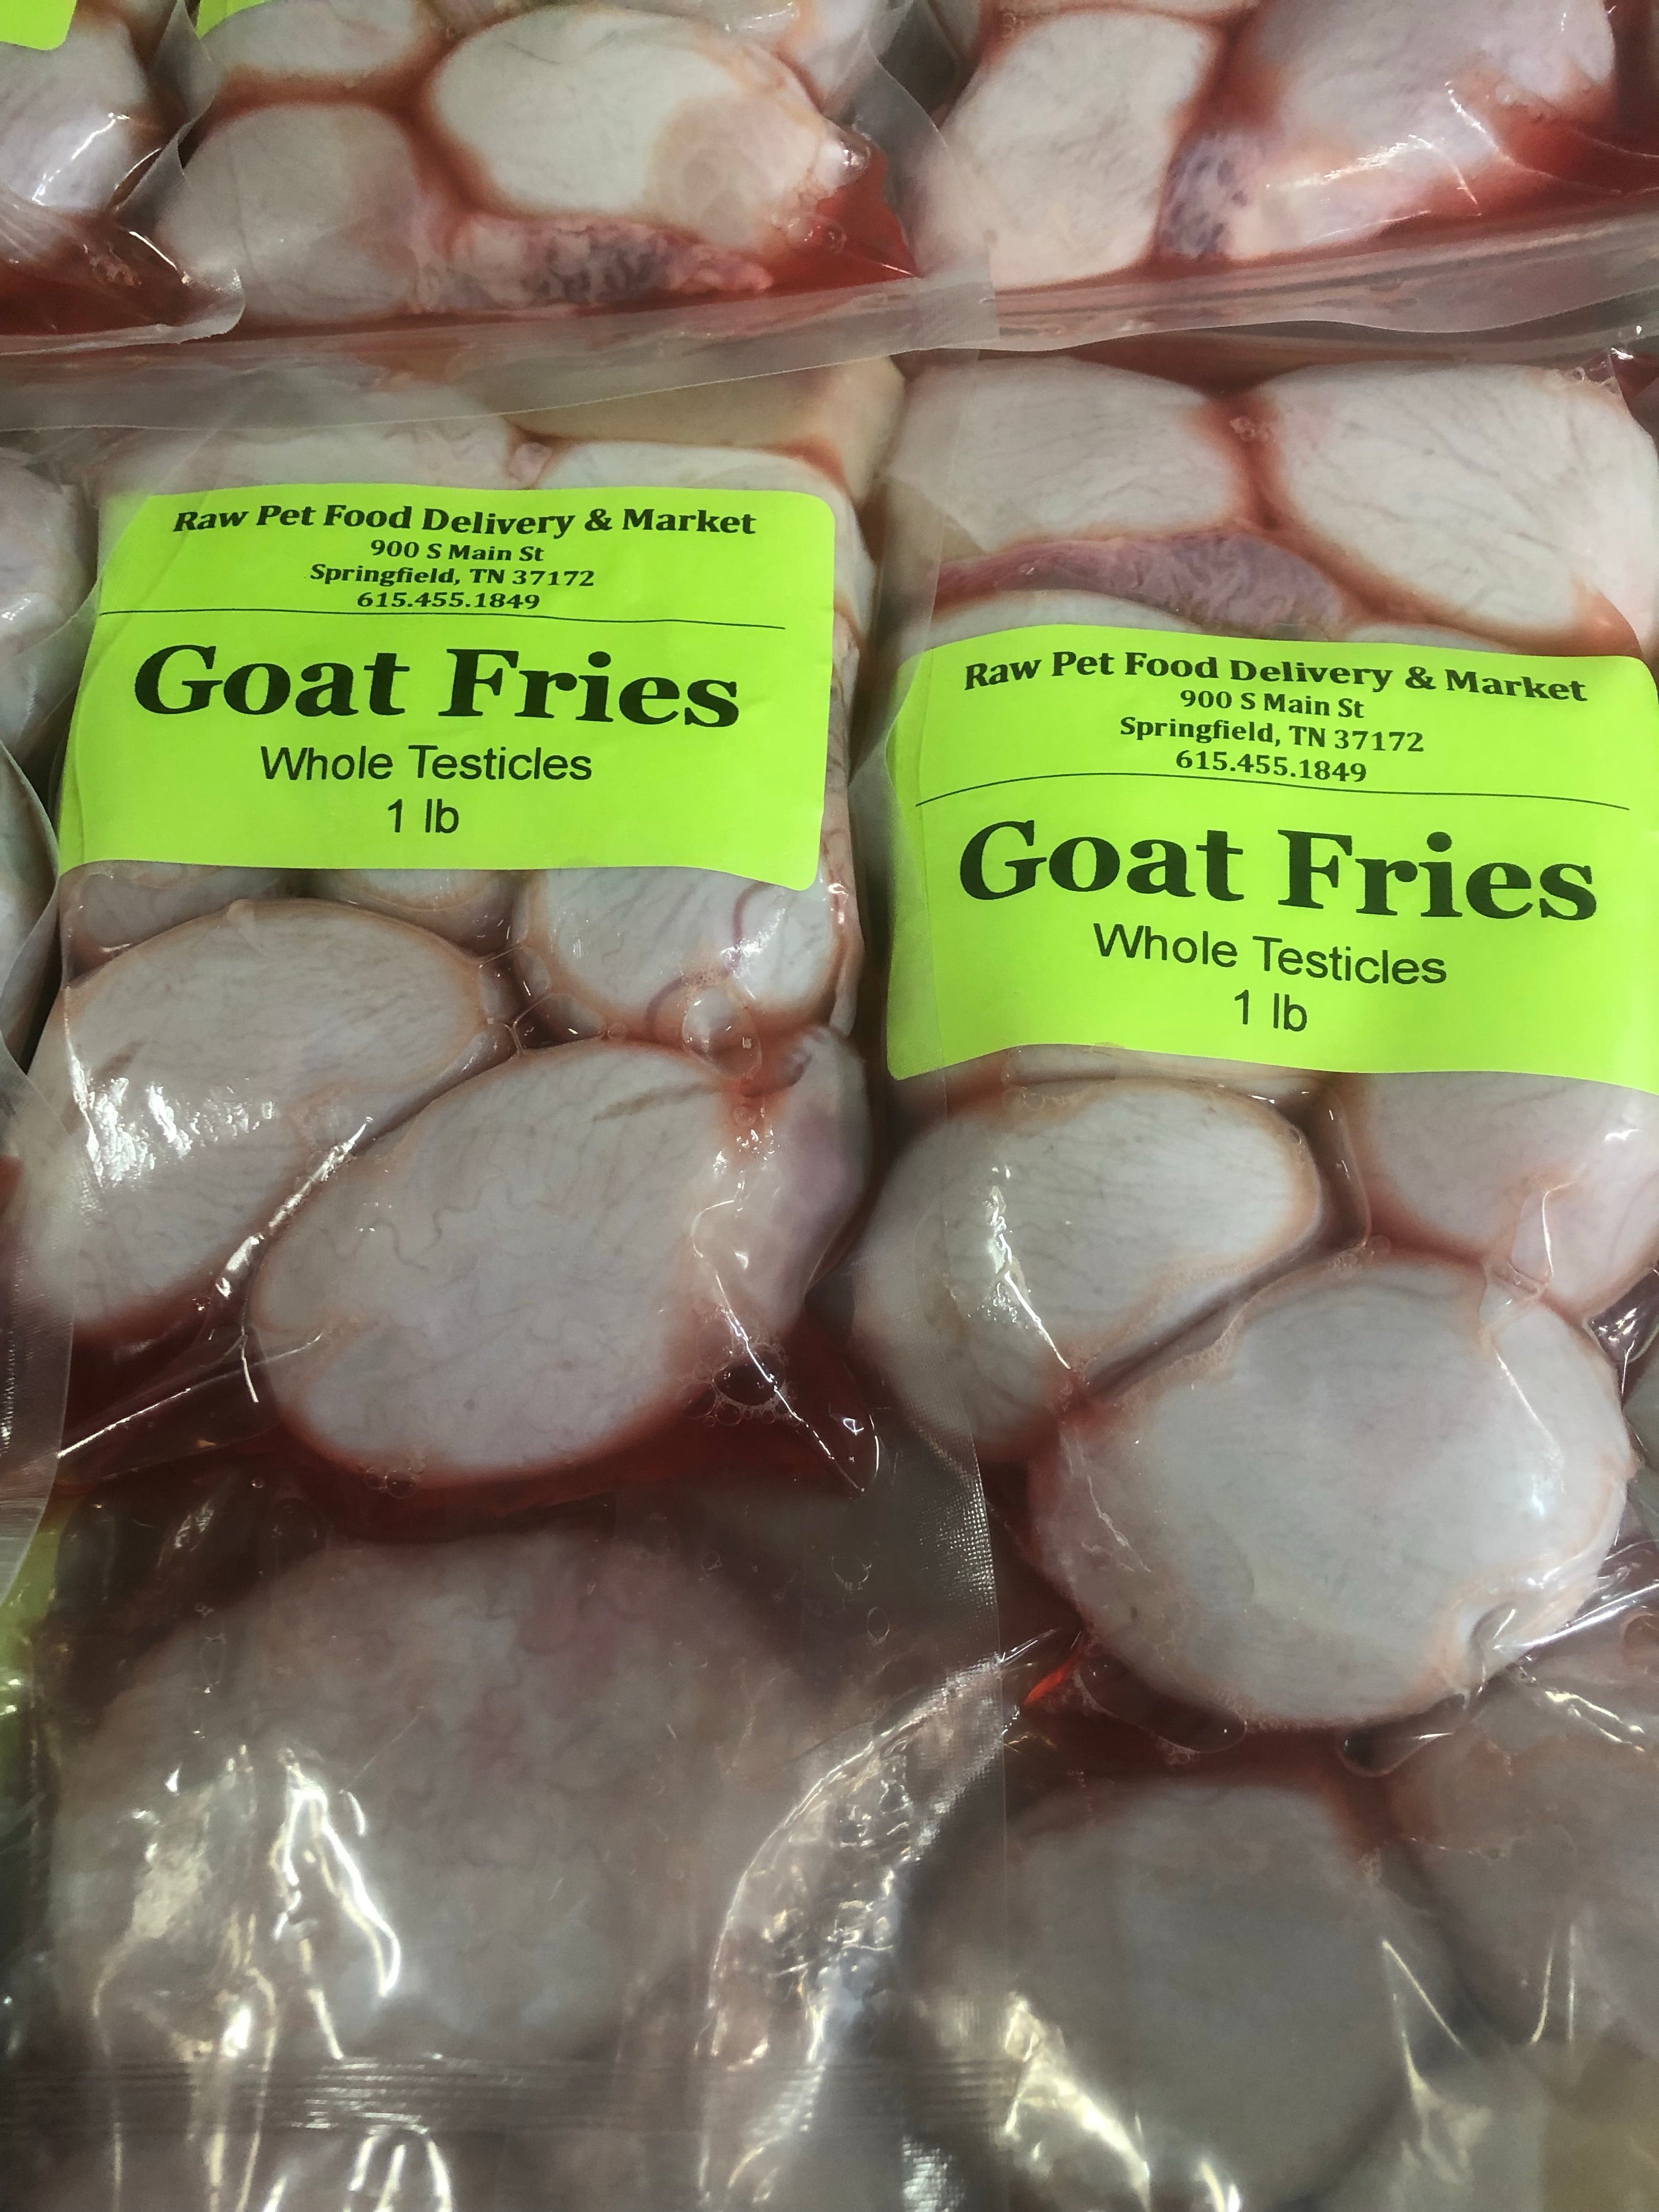 Raw Pet Food Delivery & Market
900 S Main St
Springfield, TN 37172
615.455.1849
Goat Fries
Whole Testicles
1 lb
Raw Pet Food Delivery & Market
900 S Main St
Springfield, TN 37172
615.455.1849
Goat Fries
Whole Testicles
1 lb